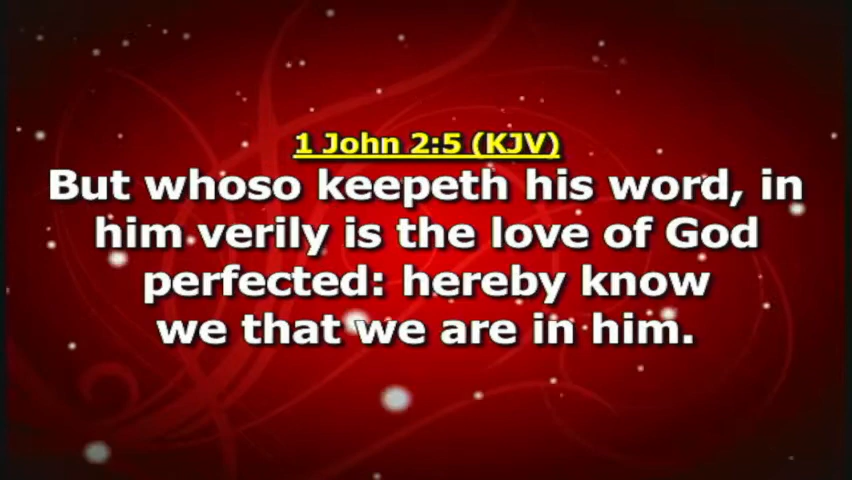 1 John 2:5 (KJV)
But whoso keepeth his word, in
him verily is the love of God
perfected: hereby know
we that we are in him.